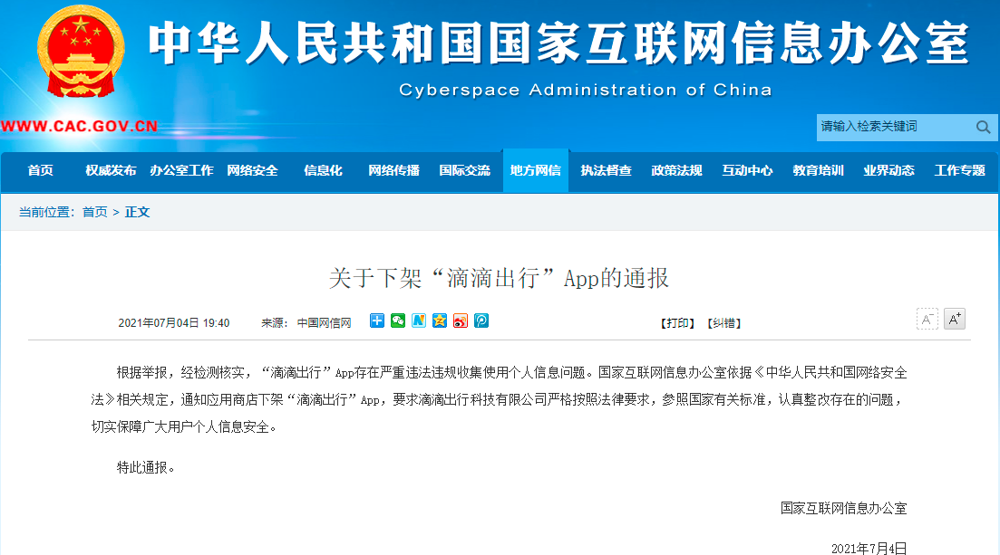 中华人民共和国国家互联网信息办公室
Cyberspace Administration of China
WWW.CAC.GOV.CN
请输入检索关键词
首页 权威发布 办公室工作 网络安全 信息化 网络传播 国际交流 地方网信 执法督查 政策法规 互动中心 教育培训 业界动态 工作专题
当前位置：首页 > 正文
关于下架“滴滴出行”App的通报
2021年07月04日 19:40 来源： 中国网信网 【打印】【纠错】 A- A+
根据举报，经检测核实，“滴滴出行”App存在严重违法违规收集使用个人信息问题。国家互联网信息办公室依据《中华人民共和国网络安全
法》相关规定，通知应用商店下架“滴滴出行”App，要求滴滴出行科技有限公司严格按照法律要求，参照国家有关标准，认真整改存在的问题，
切实保障广大用户个人信息安全。
特此通报。
国家互联网信息办公室
2021年7月4日